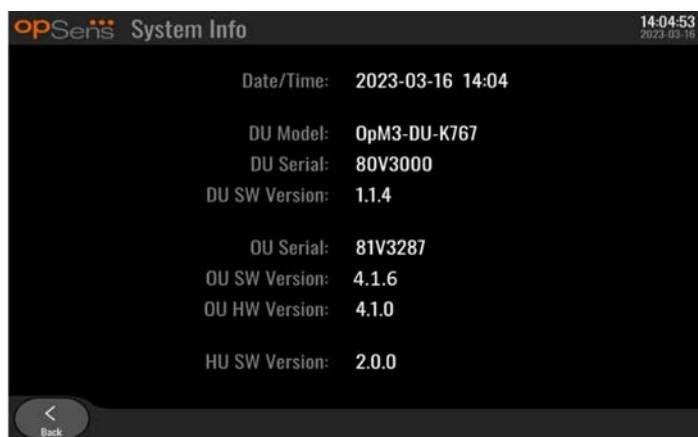 opSens System Info 14:04:53
2023-03-16
Date/Time: 2023-03-16 14:04
DU Model: OpM3-DU-K767
DU Serial: 80V3000
DU SW Version: 1.1.4
OU Serial: 81V3287
OU SW Version: 4.1.6
OU HW Version: 4.1.0
HU SW Version: 2.0.0
Back